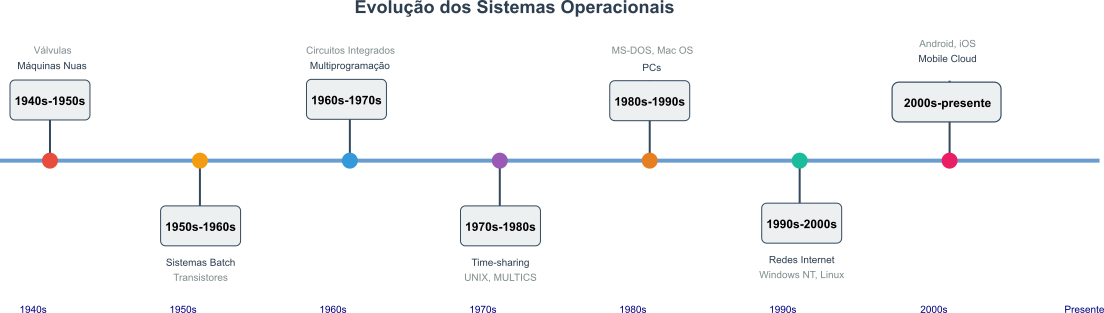 Evolução dos Sistemas Operacionais
Válvulas
Máquinas Nuas
1940s-1950s
Circuitos Integrados
Multiprogramação
1960s-1970s
MS-DOS, Mac OS
PCs
1980s-1990s
Android, iOS
Mobile Cloud
2000s-presente
1950s-1960s
Sistemas Batch
Transistores
1970s-1980s
Time-sharing
UNIX, MULTICS
1990s-2000s
Redes Internet
Windows NT, Linux
1940s
1950s
1960s
1970s
1980s
1990s
2000s
Presente